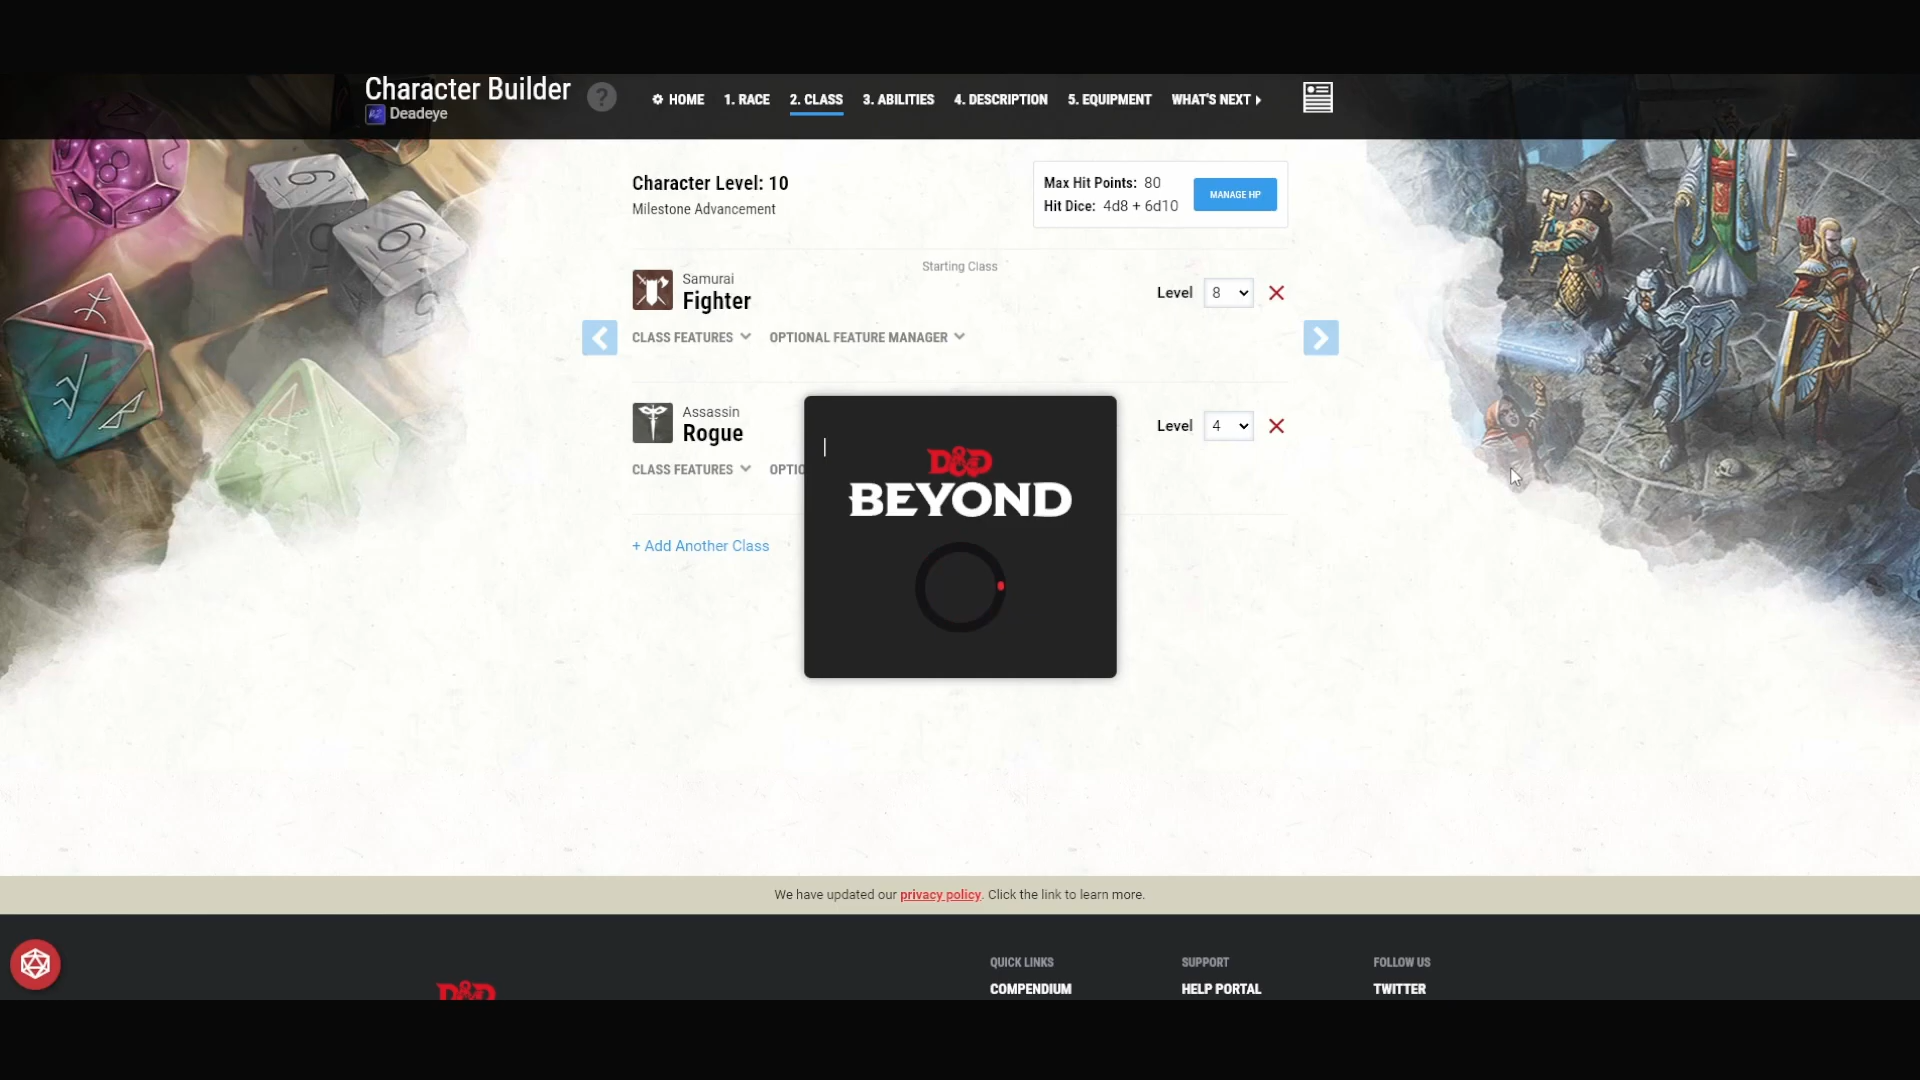 Character Builder
Deadeye
?
HOME
1. RACE
2. CLASS
3. ABILITIES
4. DESCRIPTION
5. EQUIPMENT
WHAT'S NEXT
Character Level: 10
Milestone Advancement
Max Hit Points: 80
Hit Dice: 4d8 + 6d10
MANAGE HP
Starting Class
Samurai
Fighter
Level 8
CLASS FEATURES
OPTIONAL FEATURE MANAGER
Assassin
Rogue
Level 4
CLASS FEATURES
OPTIO
+ Add Another Class
D&D
BEYOND
We have updated our privacy policy. Click the link to learn more.
D&D
QUICK LINKS
COMPENDIUM
SUPPORT
HELP PORTAL
FOLLOW US
TWITTER